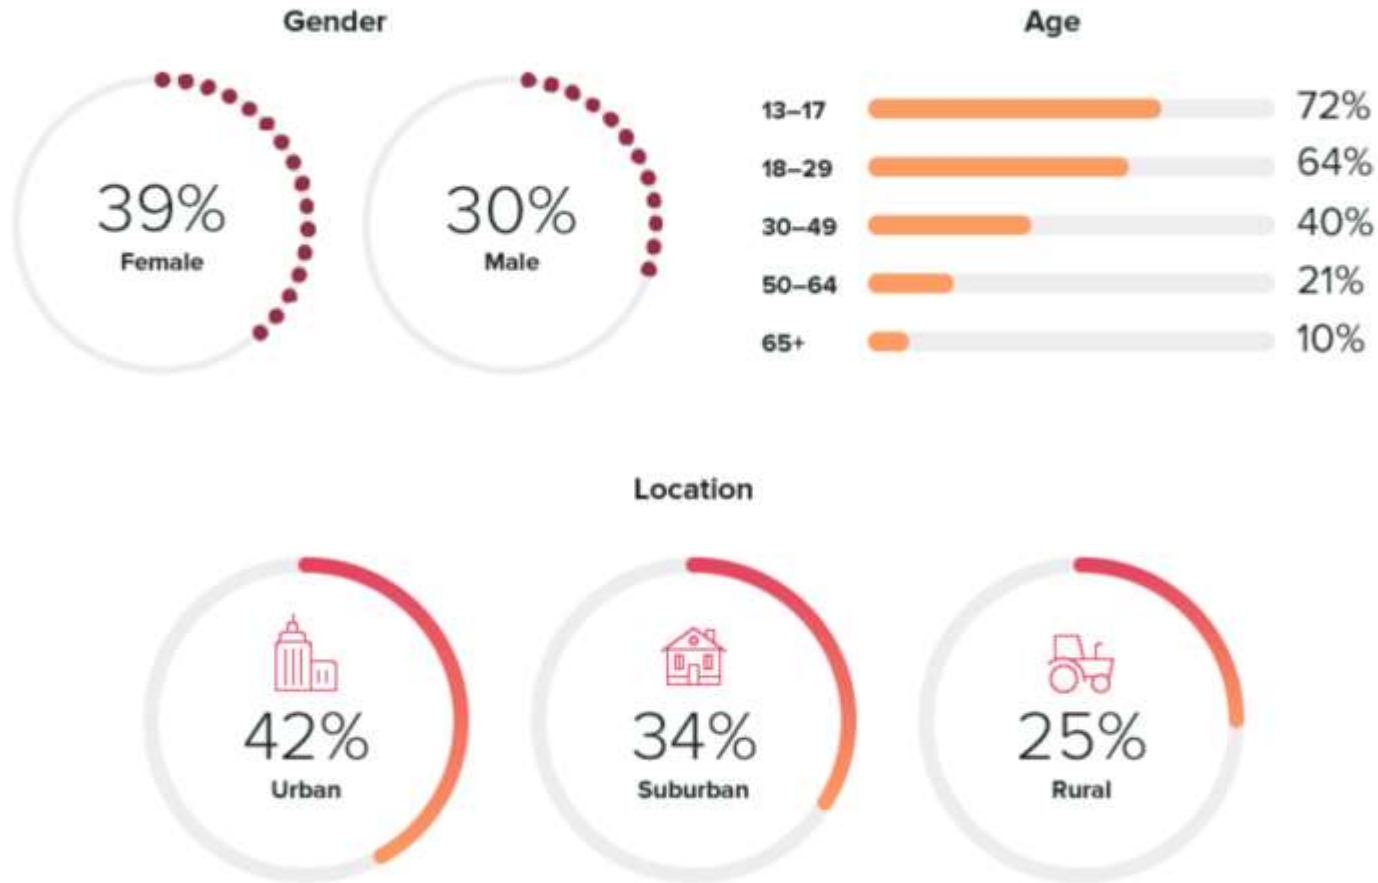 Gender
39%
Female
30%
Male
Age
13–17 72%
18–29 64%
30–49 40%
50–64 21%
65+ 10%
Location
42%
Urban
34%
Suburban
25%
Rural